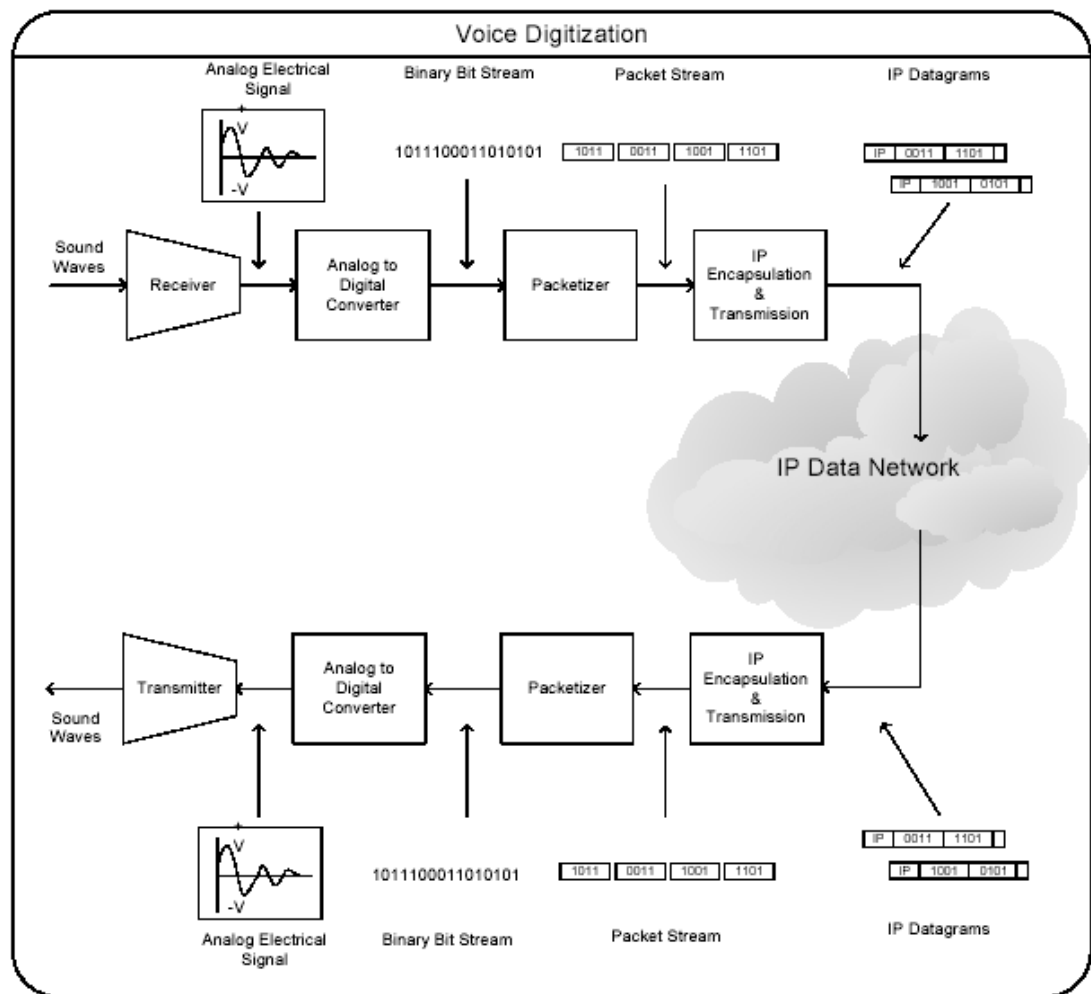 Voice Digitization
Analog Electrical
Signal
Binary Bit Stream
Packet Stream
IP Datagrams
+
V
-V
1011100011010101
1011 0011 1001 1101
IP 0011 1101
IP 1001 0101
Sound
Waves
Receiver
Analog to
Digital
Converter
Packetizer
IP
Encapsulation
&
Transmission
IP Data Network
Transmitter
Analog to
Digital
Converter
Packetizer
IP
Encapsulation
&
Transmission
Sound
Waves
+
V
-V
1011100011010101
1011 0011 1001 1101
IP 0011 1101
IP 1001 0101
Analog Electrical
Signal
Binary Bit Stream
Packet Stream
IP Datagrams